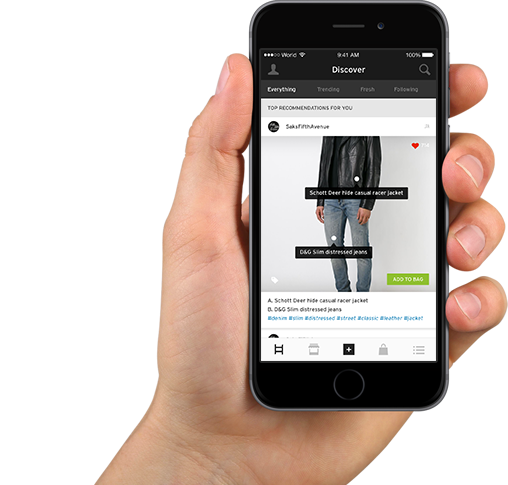 World 9:41 AM 100%
Discover
Everything Trending Fresh Following
TOP RECOMMENDATIONS FOR YOU
SaksFifthAvenue
Schott Deer hide casual racer jacket
D&G Slim distressed jeans
ADD TO BAG
A. Schott Deer hide casual racer jacket
B. D&G Slim distressed jeans
#denim #slim #distressed #street #classic #leather #jacket